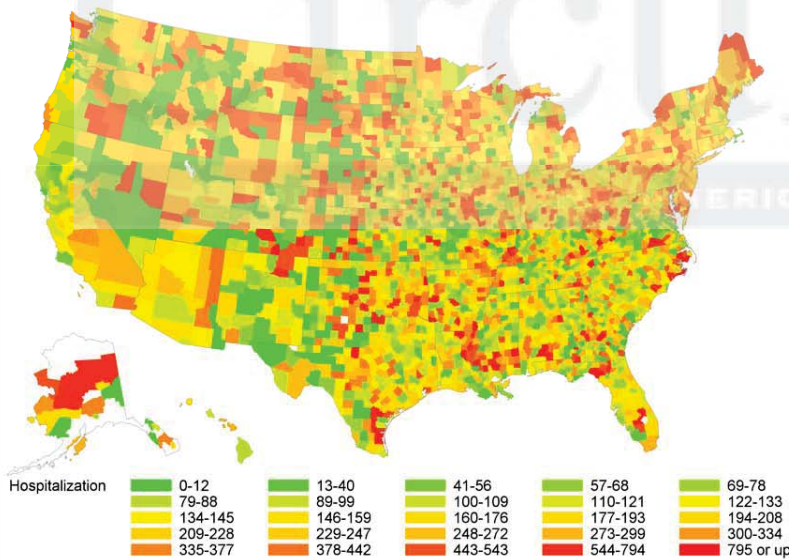 ERIC
Hospitalization
0-12 13-40 41-56 57-68 69-78
79-88 89-99 100-109 110-121 122-133
134-145 146-159 160-176 177-193 194-208
209-228 229-247 248-272 273-299 300-334
335-377 378-442 443-543 544-794 795 or up